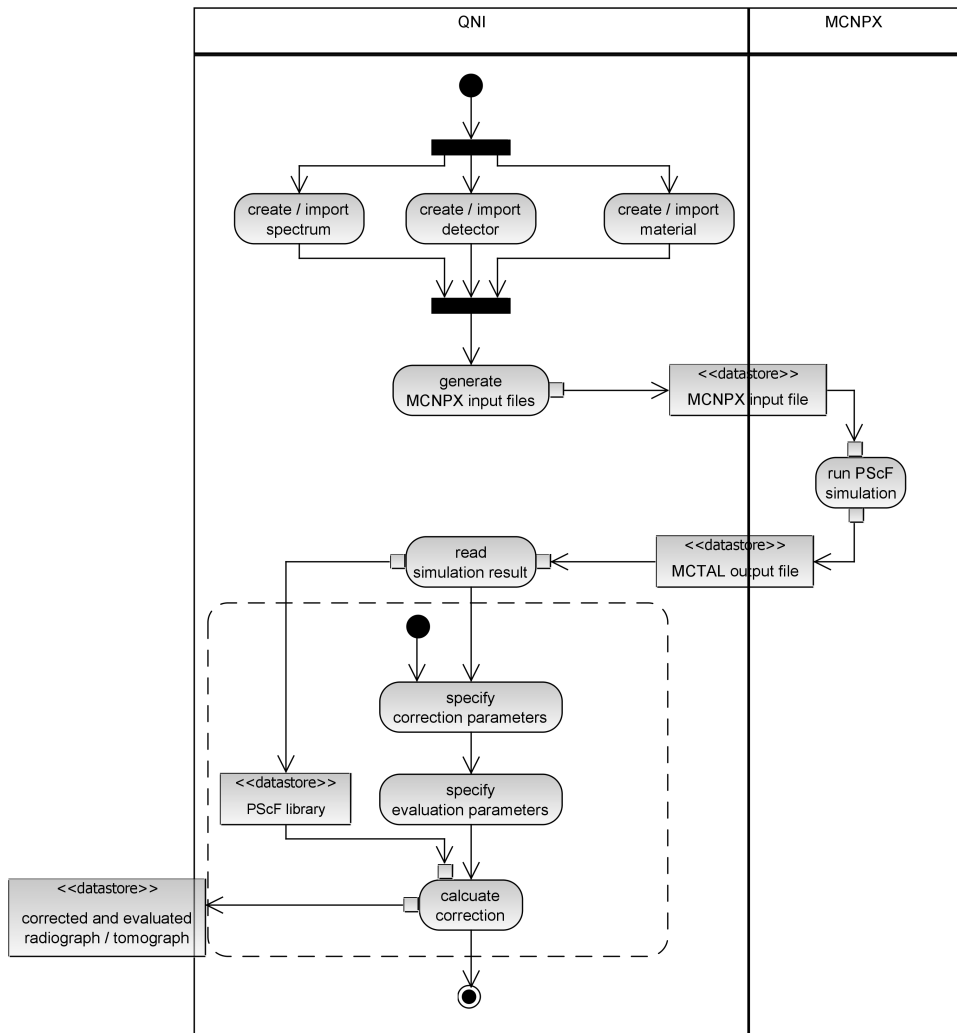 QNI
MCNPX
create / import
spectrum
create / import
detector
create / import
material
generate
MCNPX input files
<<datastore>>
MCNPX input file
run PScF
simulation
read
simulation result
<<datastore>>
MCTAL output file
specify
correction parameters
<<datastore>>
PScF library
specify
evaluation parameters
<<datastore>>
corrected and evaluated
radiograph / tomograph
calcuate
correction